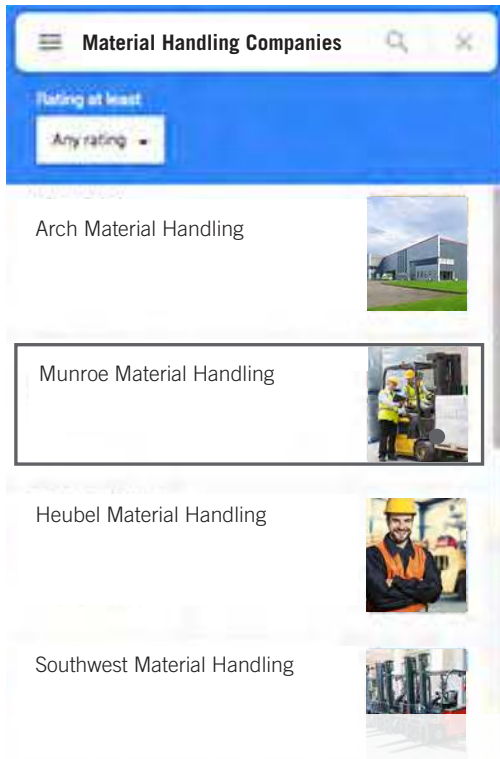 Material Handling Companies
Rating at least
Any rating
Arch Material Handling
Munroe Material Handling
Heubel Material Handling
Southwest Material Handling